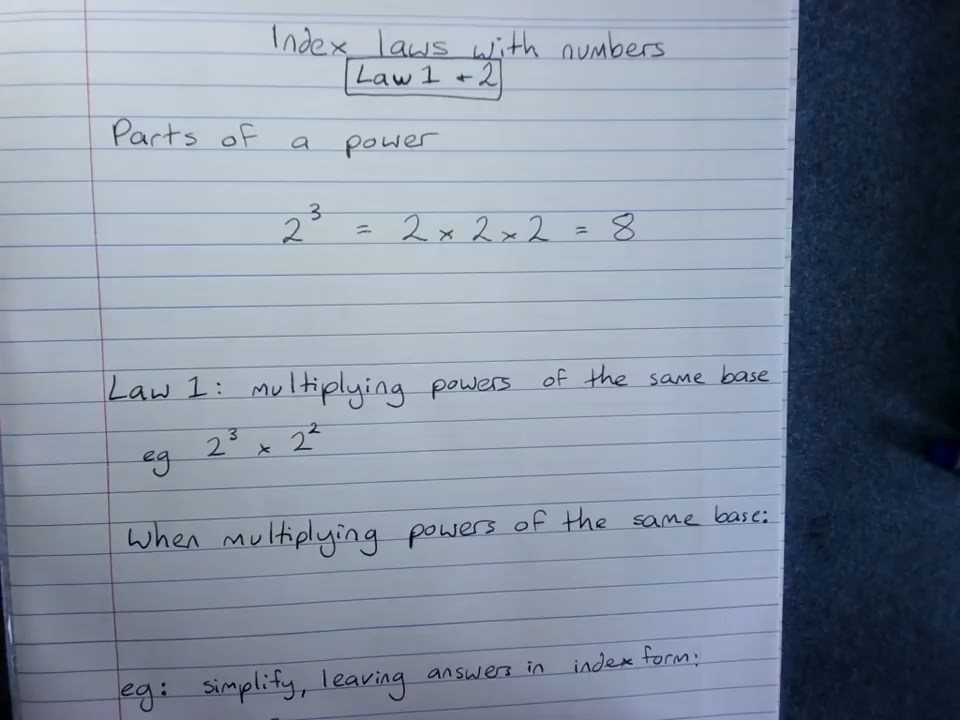 Index laws with numbers
Law 1 + 2
Parts of a power
2³ = 2 × 2 × 2 = 8
Law 1: multiplying powers of the same base
eg 2³ × 2²
When multiplying powers of the same base:
eg: simplify, leaving answers in index form: